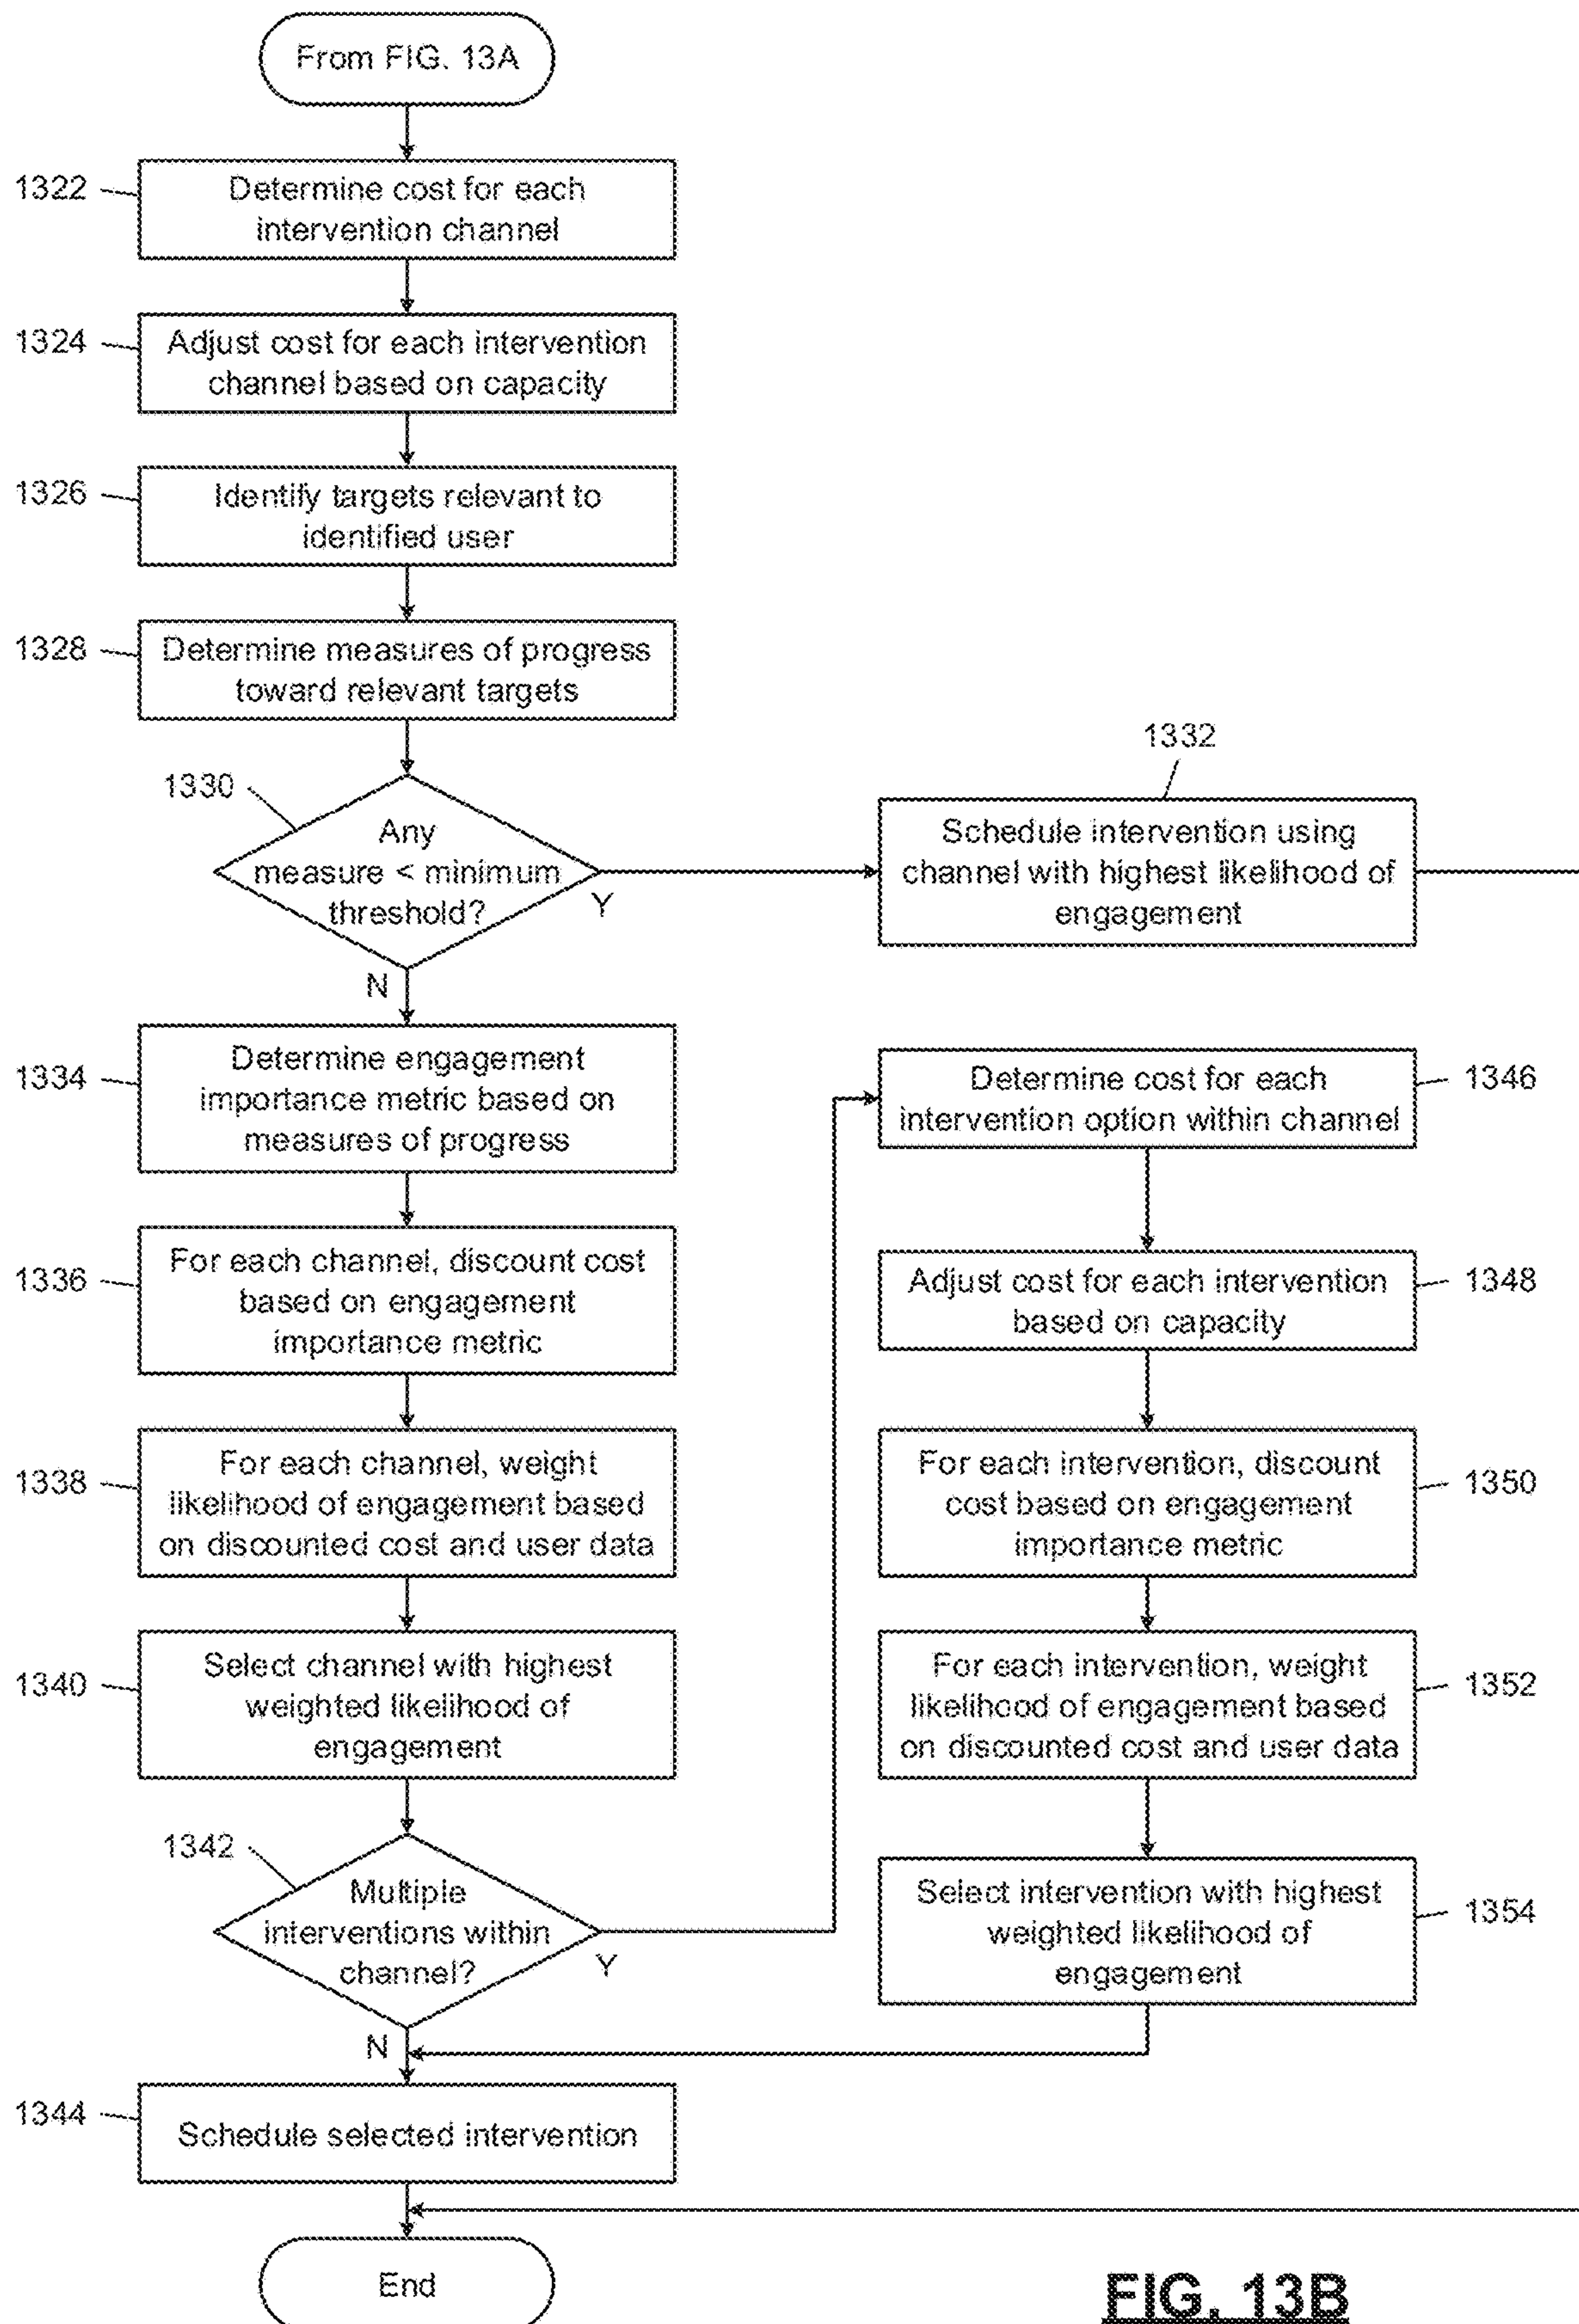 From FIG. 13A
1322
Determine cost for each
intervention channel
1324
Adjust cost for each intervention
channel based on capacity
1326
Identify targets relevant to
identified user
1328
Determine measures of progress
toward relevant targets
1330
Any
measure < minimum
threshold?
Y
N
1332
Schedule intervention using
channel with highest likelihood of
engagement
1334
Determine engagement
importance metric based on
measures of progress
1336
For each channel, discount cost
based on engagement
importance metric
1338
For each channel, weight
likelihood of engagement based
on discounted cost and user data
1340
Select channel with highest
weighted likelihood of
engagement
1342
Multiple
interventions within
channel?
Y
N
1344
Schedule selected intervention
End
Determine cost for each
intervention option within channel
1346
Adjust cost for each intervention
based on capacity
1348
For each intervention, discount
cost based on engagement
importance metric
1350
For each intervention, weight
likelihood of engagement based
on discounted cost and user data
1352
Select intervention with highest
weighted likelihood of
engagement
1354
FIG. 13B